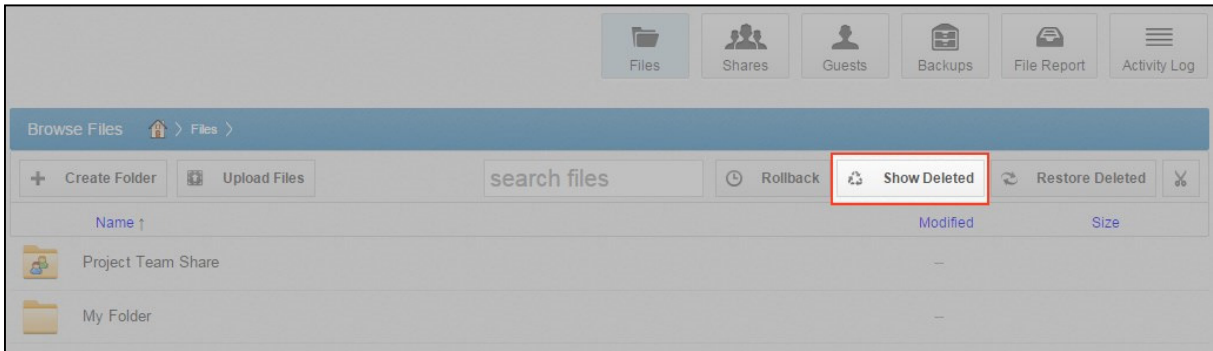 Files Shares Guests Backups File Report Activity Log
Browse Files Files
Create Folder Upload Files search files Rollback Show Deleted Restore Deleted
Name ↑ Modified Size
Project Team Share --
My Folder --